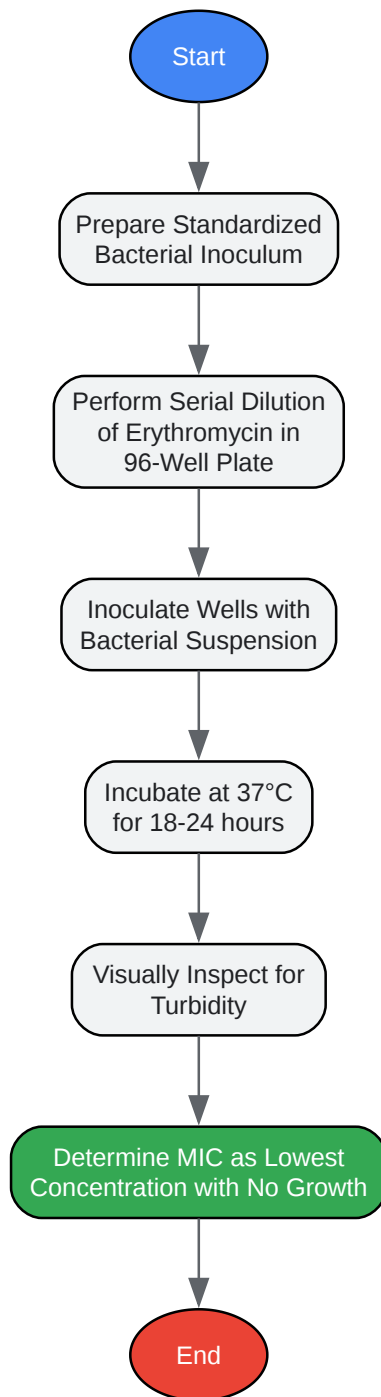 Start
Prepare Standardized
Bacterial Inoculum
Perform Serial Dilution
of Erythromycin in
96-Well Plate
Inoculate Wells with
Bacterial Suspension
Incubate at 37°C
for 18-24 hours
Visually Inspect for
Turbidity
Determine MIC as Lowest
Concentration with No Growth
End